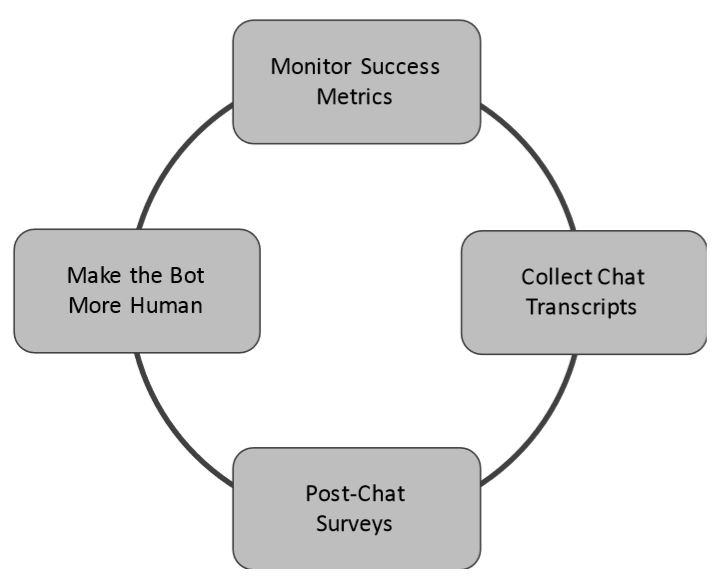 Monitor Success
Metrics
Collect Chat
Transcripts
Post-Chat
Surveys
Make the Bot
More Human